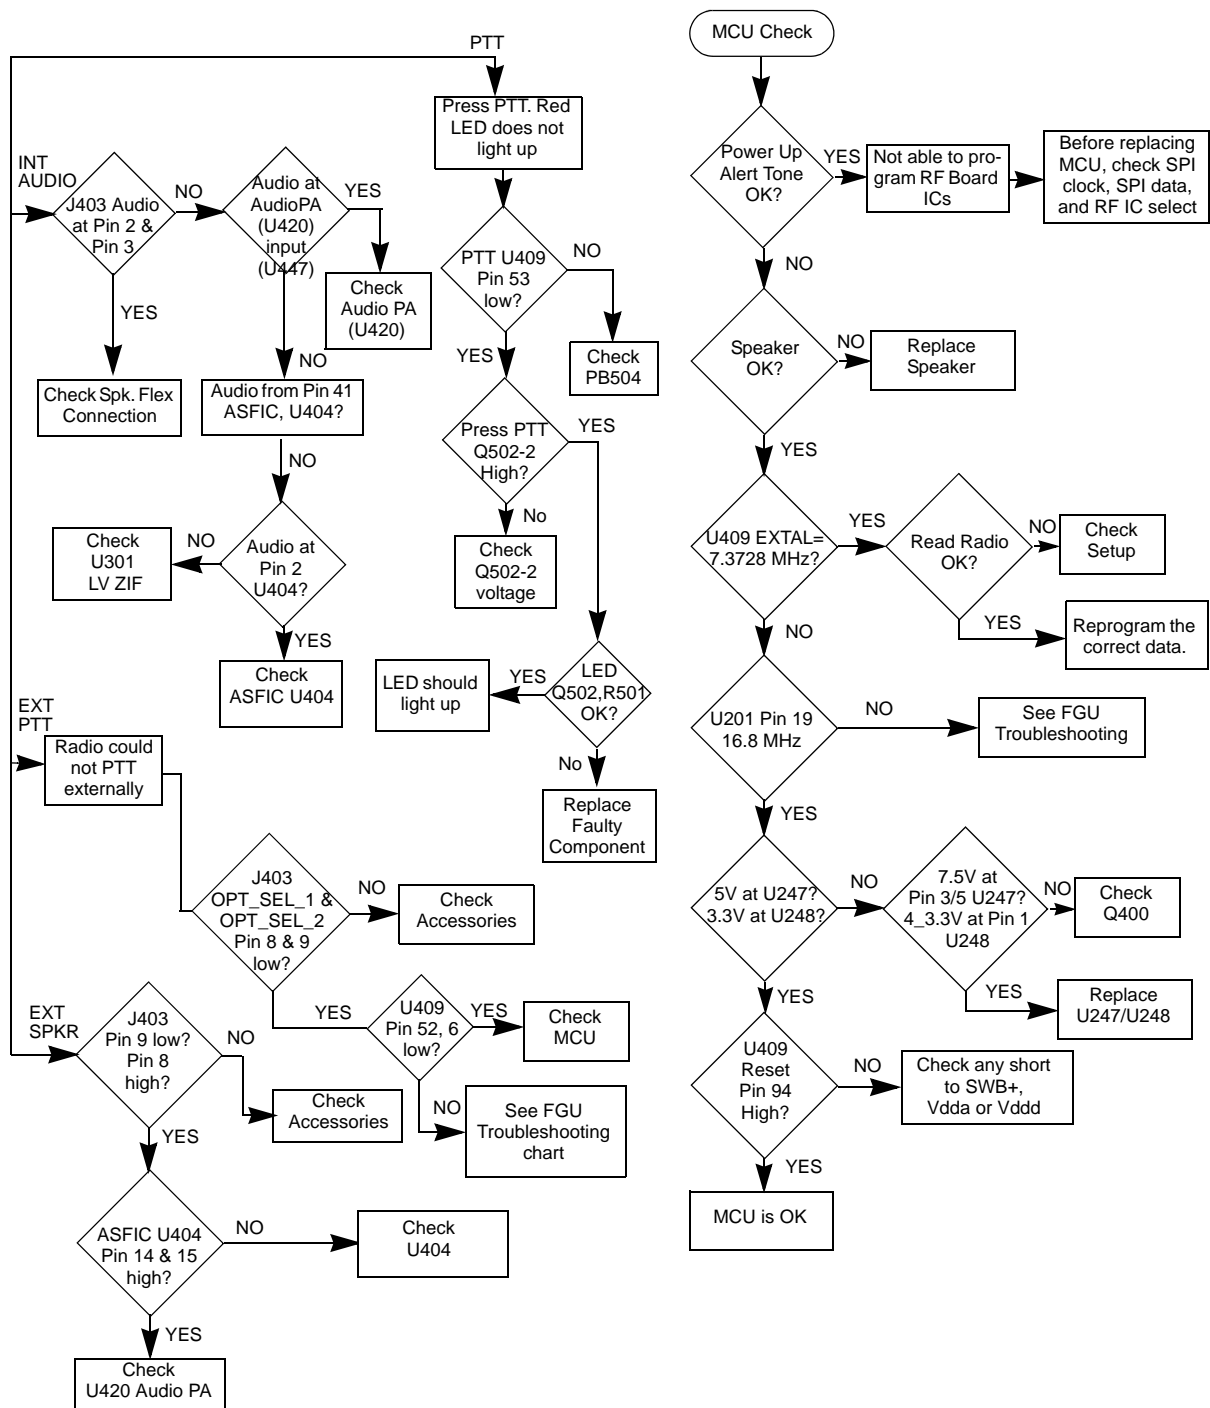 PTT
Press PTT. Red
LED does not
light up
INT
AUDIO
J403 Audio
at Pin 2 &
Pin 3
NO
Audio at
AudioPA
(U420)
input
(U447)
YES
Check
Audio PA
(U420)
YES
Check Spk. Flex
Connection
NO
Audio from Pin 41
ASFIC, U404?
NO
Audio at
Pin 2
U404?
NO
Check
U301
LV ZIF
YES
Check
ASFIC U404
PTT U409
Pin 53
low?
NO
Check
PB504
YES
Press PTT
Q502-2
High?
YES
No
Check
Q502-2
voltage
LED
Q502,R501
OK?
YES
LED should
light up
No
Replace
Faulty
Component
EXT
PTT
Radio could
not PTT
externally
J403
OPT_SEL_1 &
OPT_SEL_2
Pin 8 & 9
low?
NO
Check
Accessories
YES
U409
Pin 52, 6
low?
YES
Check
MCU
NO
See FGU
Troubleshooting
chart
EXT
SPKR
J403
Pin 9 low?
Pin 8
high?
NO
Check
Accessories
YES
ASFIC U404
Pin 14 & 15
high?
NO
Check
U404
YES
Check
U420 Audio PA
MCU Check
Power Up
Alert Tone
OK?
YES
Not able to pro-
gram RF Board
ICs
Before replacing
MCU, check SPI
clock, SPI data,
and RF IC select
NO
Speaker
OK?
NO
Replace
Speaker
YES
U409 EXTAL=
7.3728 MHz?
YES
Read Radio
OK?
NO
Check
Setup
YES
Reprogram the
correct data.
NO
U201 Pin 19
16.8 MHz
NO
See FGU
Troubleshooting
YES
5V at U247?
3.3V at U248?
NO
7.5V at
Pin 3/5 U247?
4_3.3V at Pin 1
U248
NO
Check
Q400
YES
Replace
U247/U248
YES
U409
Reset
Pin 94
High?
NO
Check any short
to SWB+,
Vdda or Vddd
YES
MCU is OK